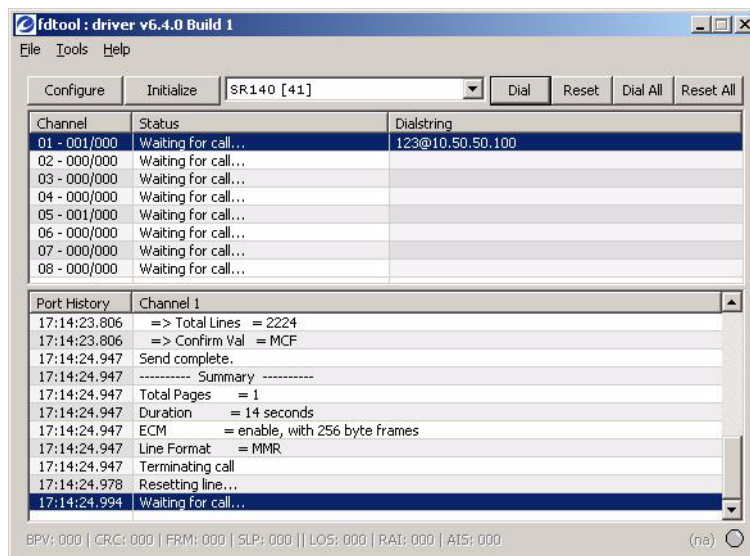 fdtool : driver v6.4.0 Build 1
File Tools Help
Configure Initialize SR140 [41] Dial Reset Dial All Reset All
Channel Status Dialstring
01 - 001/000 Waiting for call... 123@10.50.50.100
02 - 000/000 Waiting for call...
03 - 000/000 Waiting for call...
04 - 000/000 Waiting for call...
05 - 001/000 Waiting for call...
06 - 000/000 Waiting for call...
07 - 000/000 Waiting for call...
08 - 000/000 Waiting for call...
Port History Channel 1
17:14:23.806 => Total Lines = 2224
17:14:23.806 => Confirm Val = MCF
17:14:24.947 Send complete.
17:14:24.947 ---------- Summary ----------
17:14:24.947 Total Pages = 1
17:14:24.947 Duration = 14 seconds
17:14:24.947 ECM = enable, with 256 byte frames
17:14:24.947 Line Format = MMR
17:14:24.947 Terminating call
17:14:24.978 Resetting line...
17:14:24.994 Waiting for call...
BPV: 000 | CRC: 000 | FRM: 000 | SLP: 000 || LOS: 000 | RAI: 000 | AIS: 000 (na)